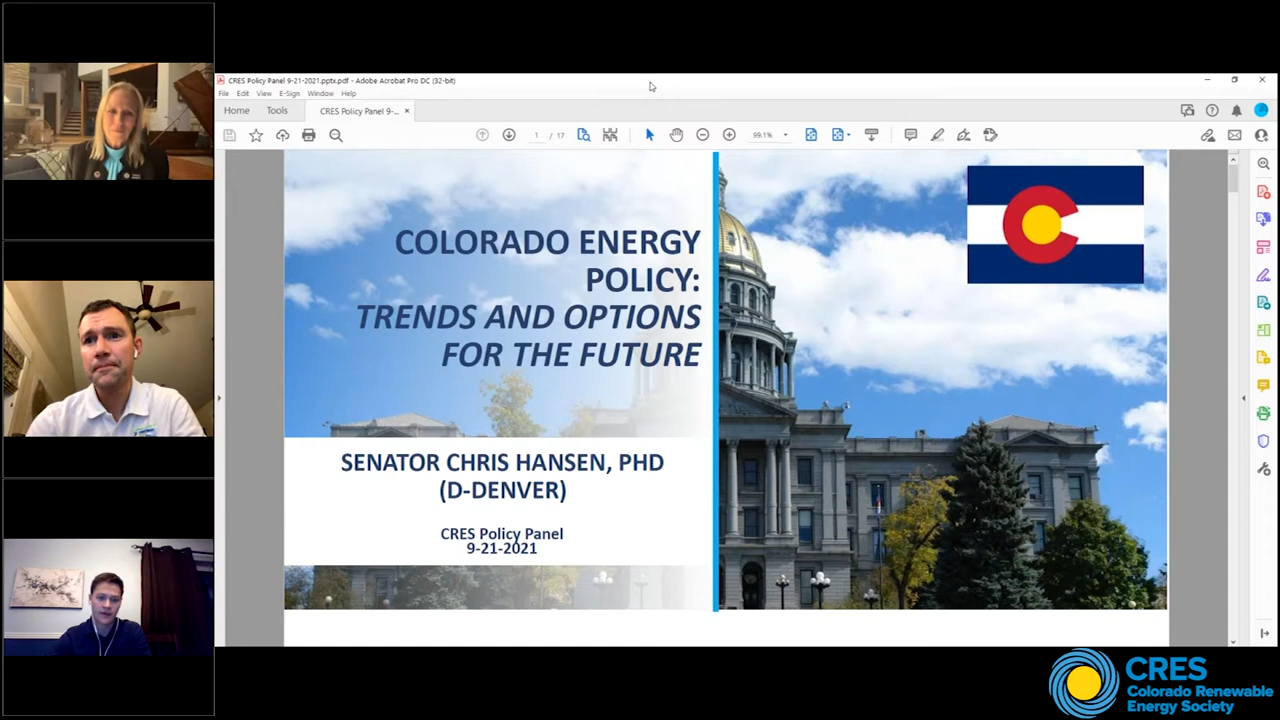 CRES Policy Panel 9-21-2021.pptx.pdf - Adobe Acrobat Pro DC (32-bit)
File Edit View E-Sign Window Help
Home Tools CRES Policy Panel 9-... ×
1 / 17 99.1%
COLORADO ENERGY
POLICY:
TRENDS AND OPTIONS
FOR THE FUTURE
SENATOR CHRIS HANSEN, PHD
(D-DENVER)
CRES Policy Panel
9-21-2021
CRES
Colorado Renewable
Energy Society